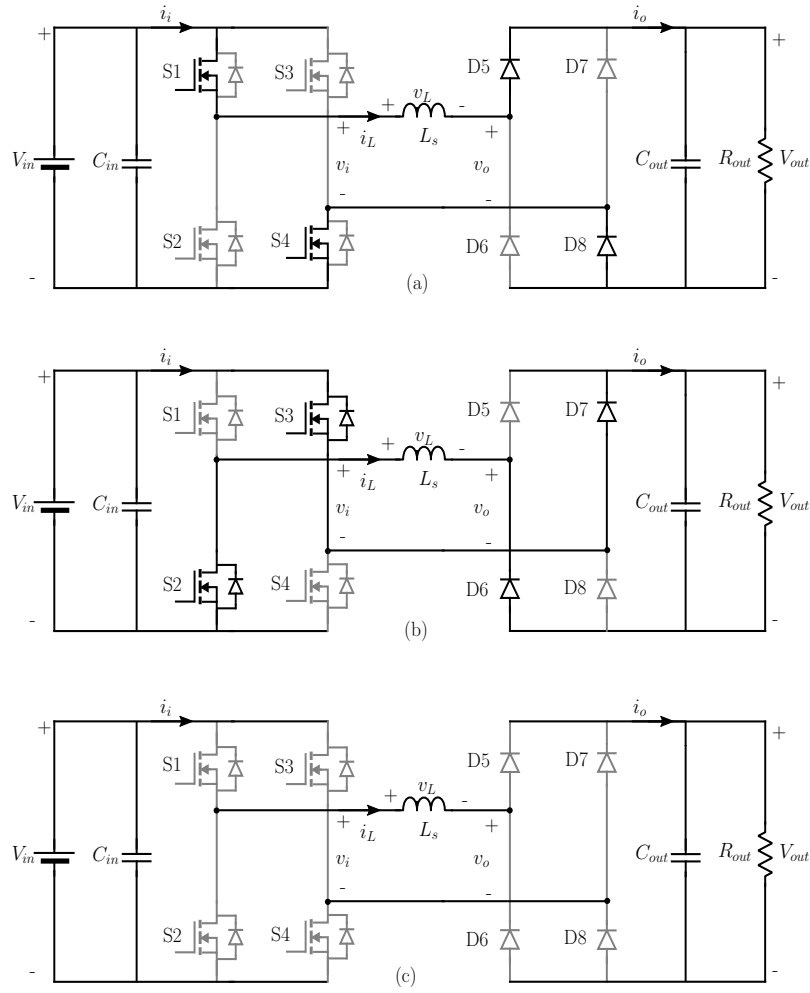 + i_i i_o +
S1 S3 D5 D7
+ v_L -
+ i_L L_s +
V_in C_in v_i v_o C_out R_out V_out
- -
S2 S4 D6 D8
- (a) -
+ i_i i_o +
S1 S3 D5 D7
+ v_L -
+ i_L L_s +
V_in C_in v_i v_o C_out R_out V_out
- -
S2 S4 D6 D8
- (b) -
+ i_i i_o +
S1 S3 D5 D7
+ v_L -
+ i_L L_s +
V_in C_in v_i v_o C_out R_out V_out
- -
S2 S4 D6 D8
- (c) -